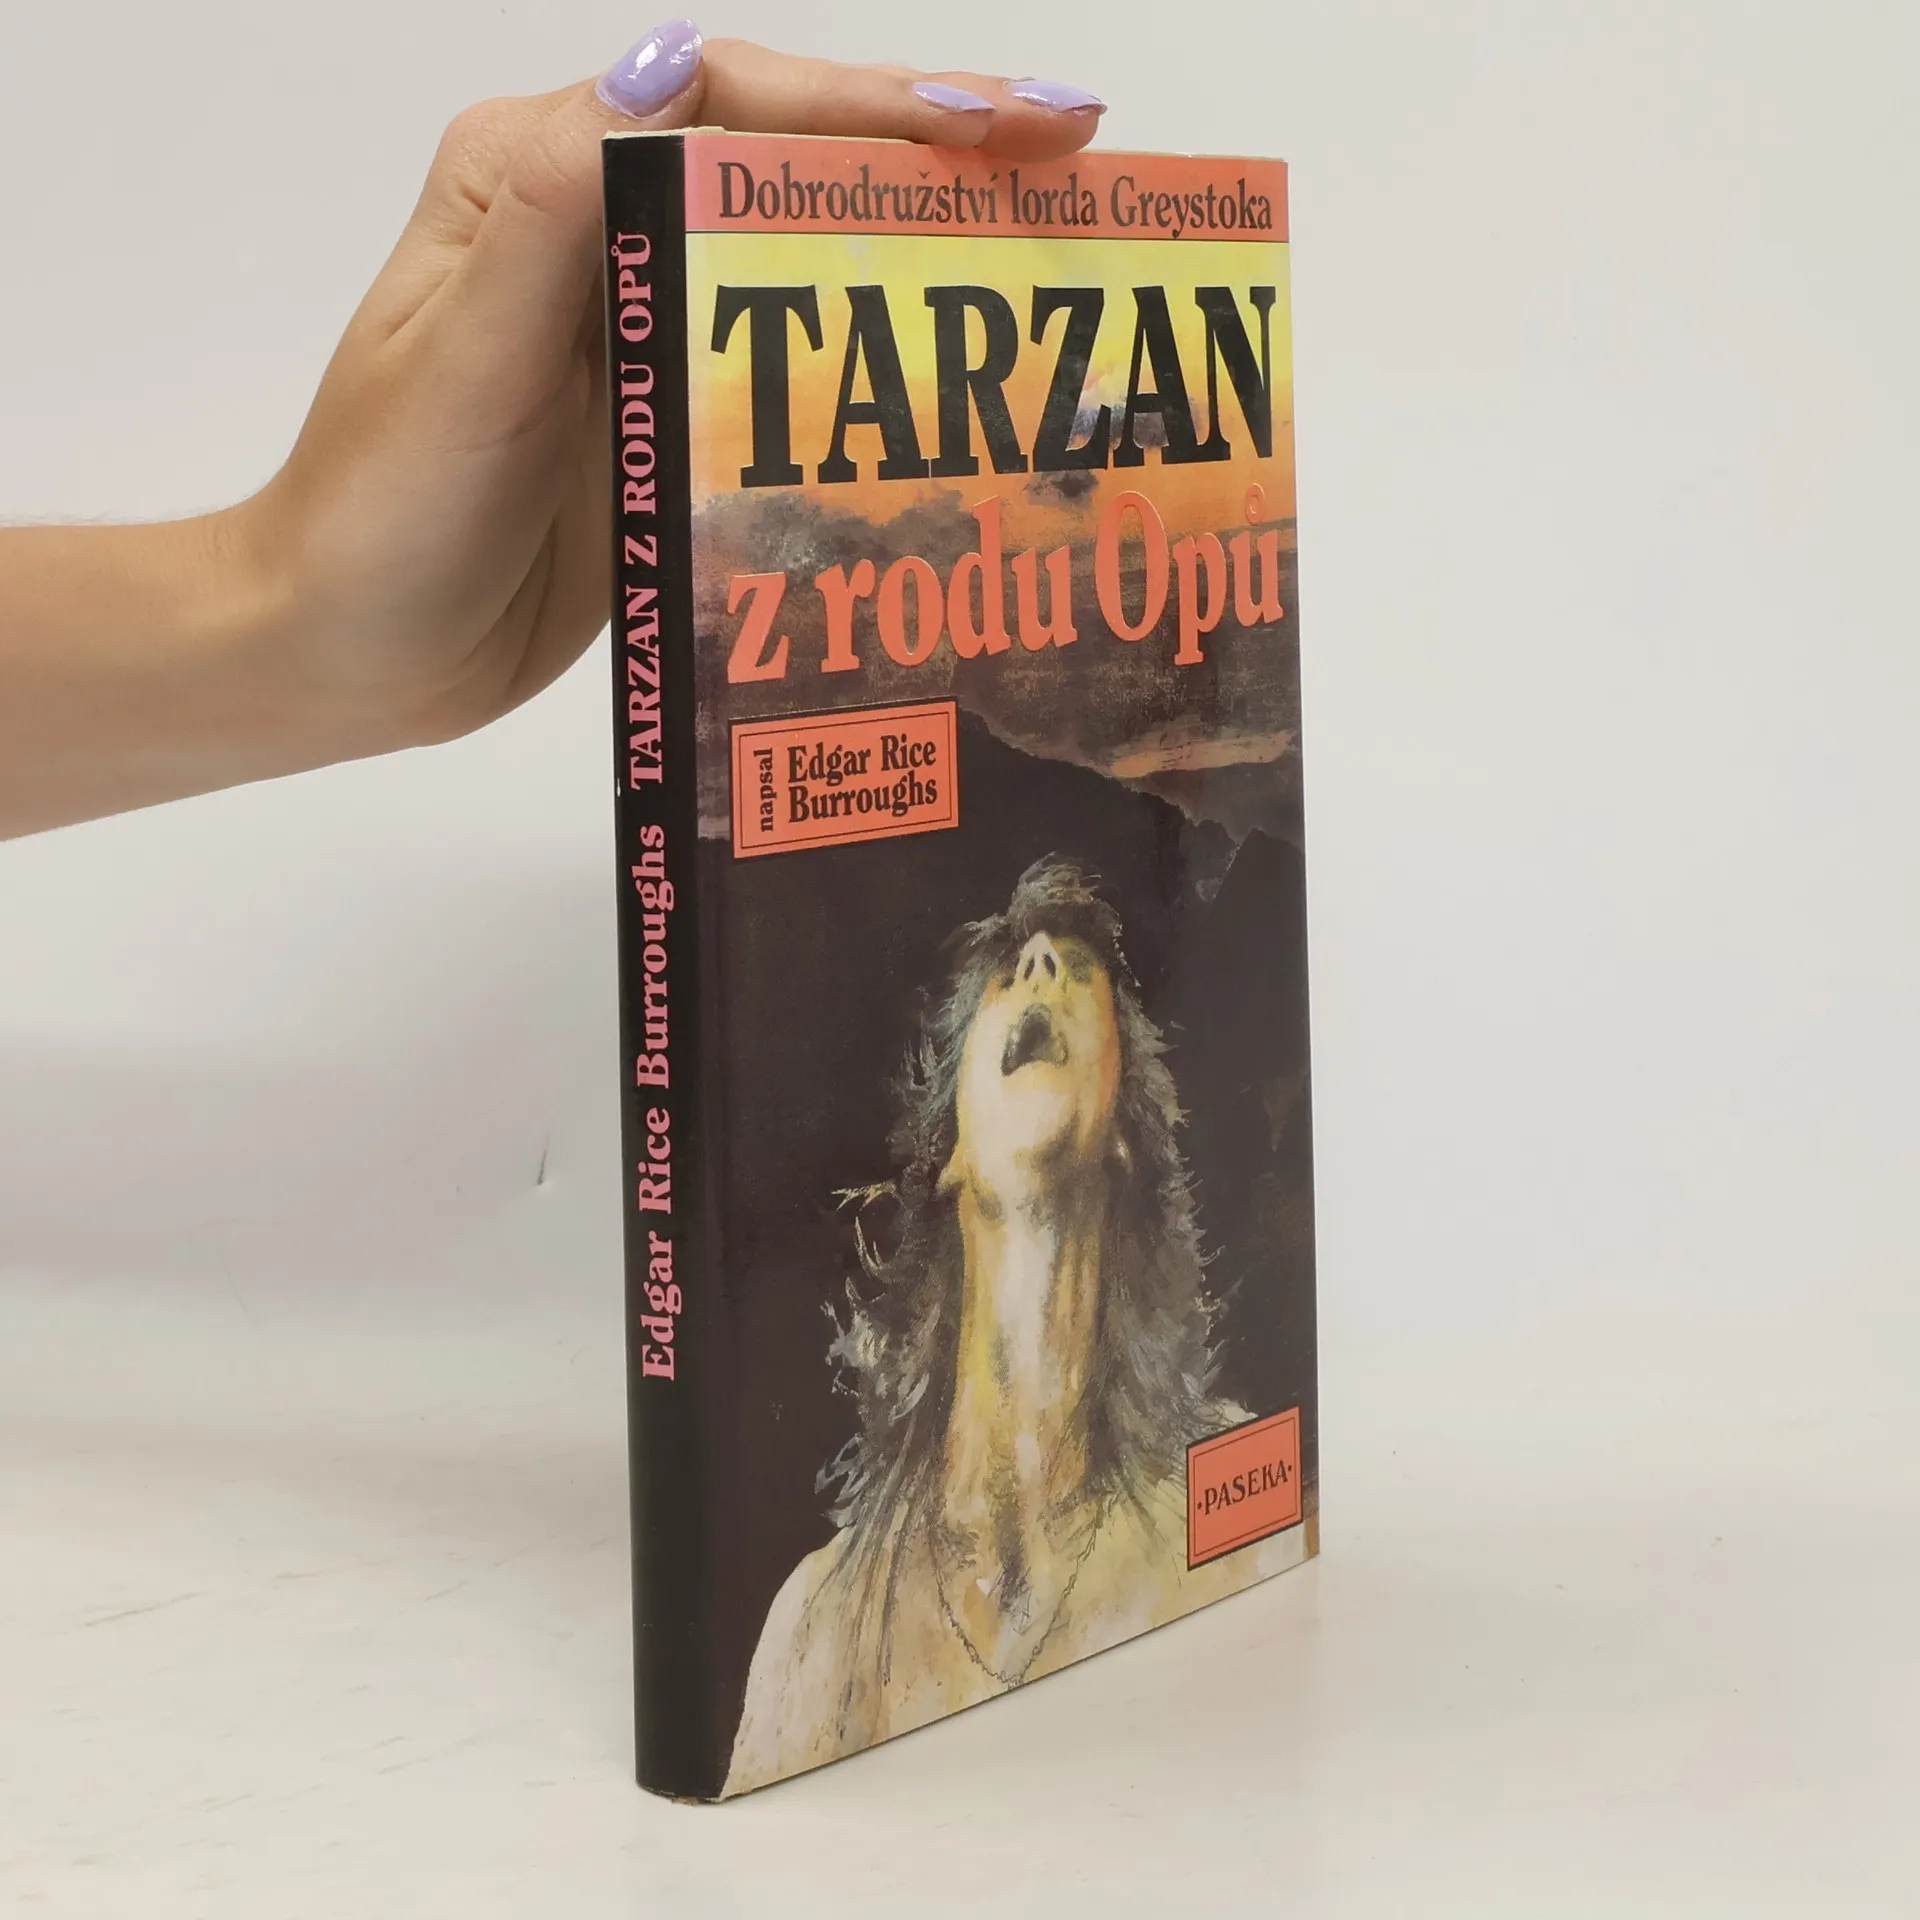 Dobrodružství lorda Greystoka
TARZAN
z rodu Opů
napsal
Edgar Rice
Burroughs
·PASEKA·
Edgar Rice Burroughs TARZAN Z RODU OPŮ